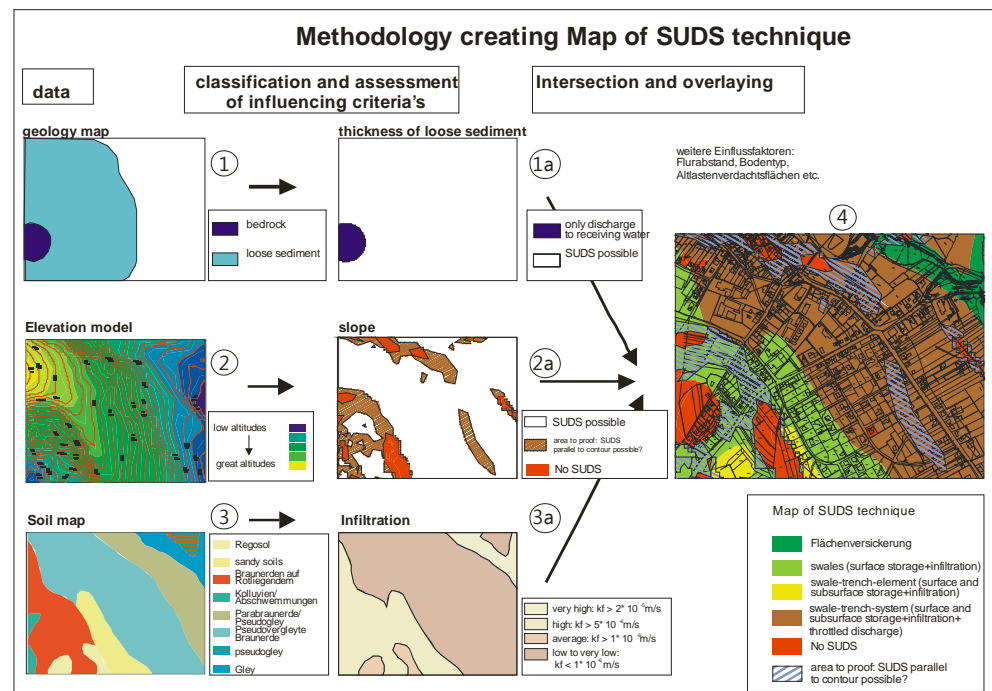 Methodology creating Map of SUDS technique
data
classification and assessment
of influencing criteria's
Intersection and overlaying
geology map
1
bedrock
loose sediment
thickness of loose sediment
1a
only discharge
to receiving water
SUDS possible
weitere Einflussfaktoren:
Flurabstand, Bodentyp,
Altlastenverdachtsflächen etc.
4
Elevation model
2
low altitudes
great altitudes
slope
2a
SUDS possible
area to proof: SUDS
parallel to contour possible?
No SUDS
Soil map
3
Regosol
sandy soils
Braunerden auf
Rotliegendem
Kolluvien/
Abschwemmungen
Parabraunerde/
Pseudogley
Pseudovergleyte
Braunerde
pseudogley
Gley
Infiltration
3a
very high: kf > 2* 10 m/s
high: kf > 5* 10 m/s
average: kf > 1* 10 m/s
low to very low:
kf < 1* 10 m/s
Map of SUDS technique
Flächenversickerung
swales (surface storage+infiltration)
swale-trench-element (surface and
subsurface storage+infiltration)
swale-trench-system (surface and
subsurface storage+infiltration+
throttled discharge)
No SUDS
area to proof: SUDS parallel
to contour possible?